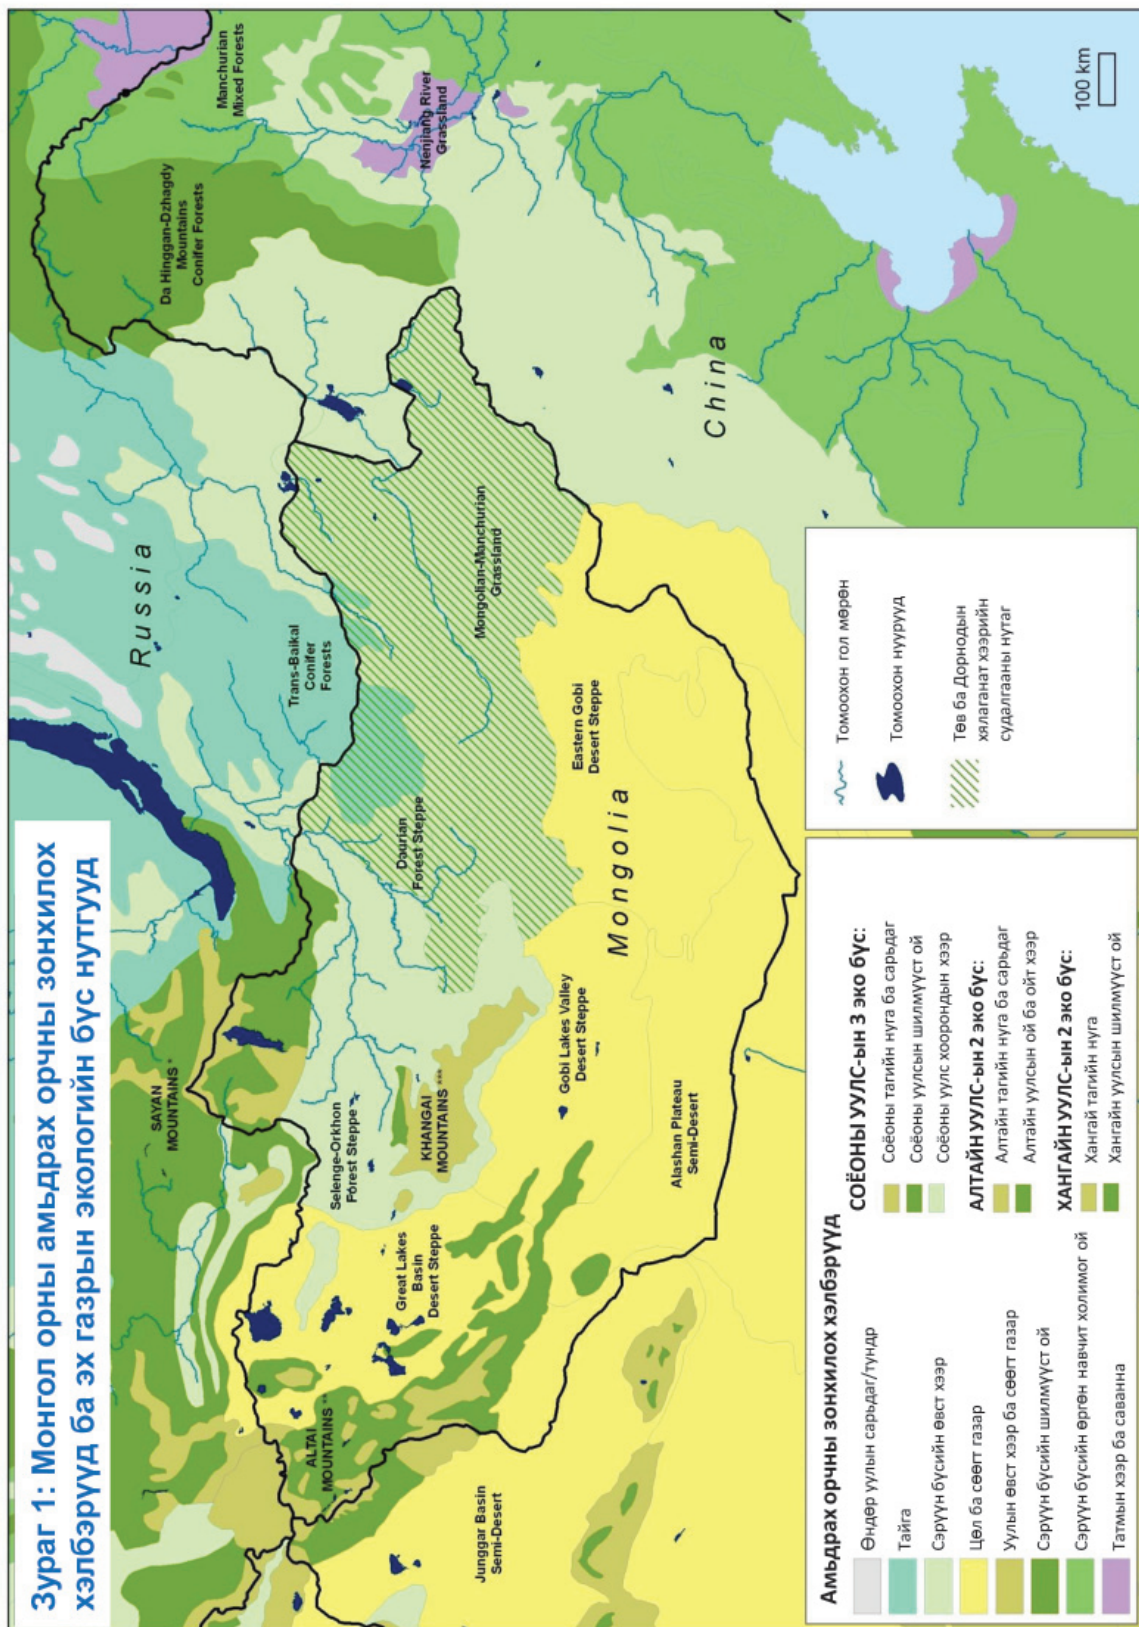 Зураг 1: Монгол орны амьдрах орчны зонхилох
хэлбэрүүд ба эх газрын экологийн бүс нутгууд
Russia
China
Mongolia
SAYAN
MOUNTAINS *
ALTAI
MOUNTAINS **
KHANGAI
MOUNTAINS ***
Junggar Basin
Semi-Desert
Great Lakes
Basin
Desert Steppe
Selenge-Orkhon
Forest Steppe
Gobi Lakes Valley
Desert Steppe
Alashan Plateau
Semi-Desert
Daurian
Forest Steppe
Trans-Baikal
Conifer
Forests
Eastern Gobi
Desert Steppe
Mongolian-Manchurian
Grassland
Da Hinggan-Dzhagdy
Mountains
Conifer Forests
Manchurian
Mixed Forests
Nenjiang River
Grassland
100 km
Амьдрах орчны зонхилох хэлбэрүүд
Өндөр уулын сарьдаг/тундр
Тайга
Сэрүүн бүсийн өвст хээр
Цөл ба сөөгт газар
Уулын өвст хээр ба сөөгт газар
Сэрүүн бүсийн шилмүүст ой
Сэрүүн бүсийн өргөн навчит холимог ой
Татмын хээр ба саванна
СОЁОНЫ УУЛС-ын 3 эко бүс:
Соёоны тагийн нуга ба сарьдаг
Соёоны уулсын шилмүүст ой
Соёоны уулс хоорондын хээр
АЛТАЙН УУЛС-ын 2 эко бүс:
Алтайн тагийн нуга ба сарьдаг
Алтайн уулсын ой ба ойт хээр
ХАНГАЙН УУЛС-ын 2 эко бүс:
Хангай тагийн нуга
Хангайн уулсын шилмүүст ой
Томоохон гол мөрөн
Томоохон нуурууд
Төв ба Дорнодын
хялаганат хээрийн
судалгааны нутаг